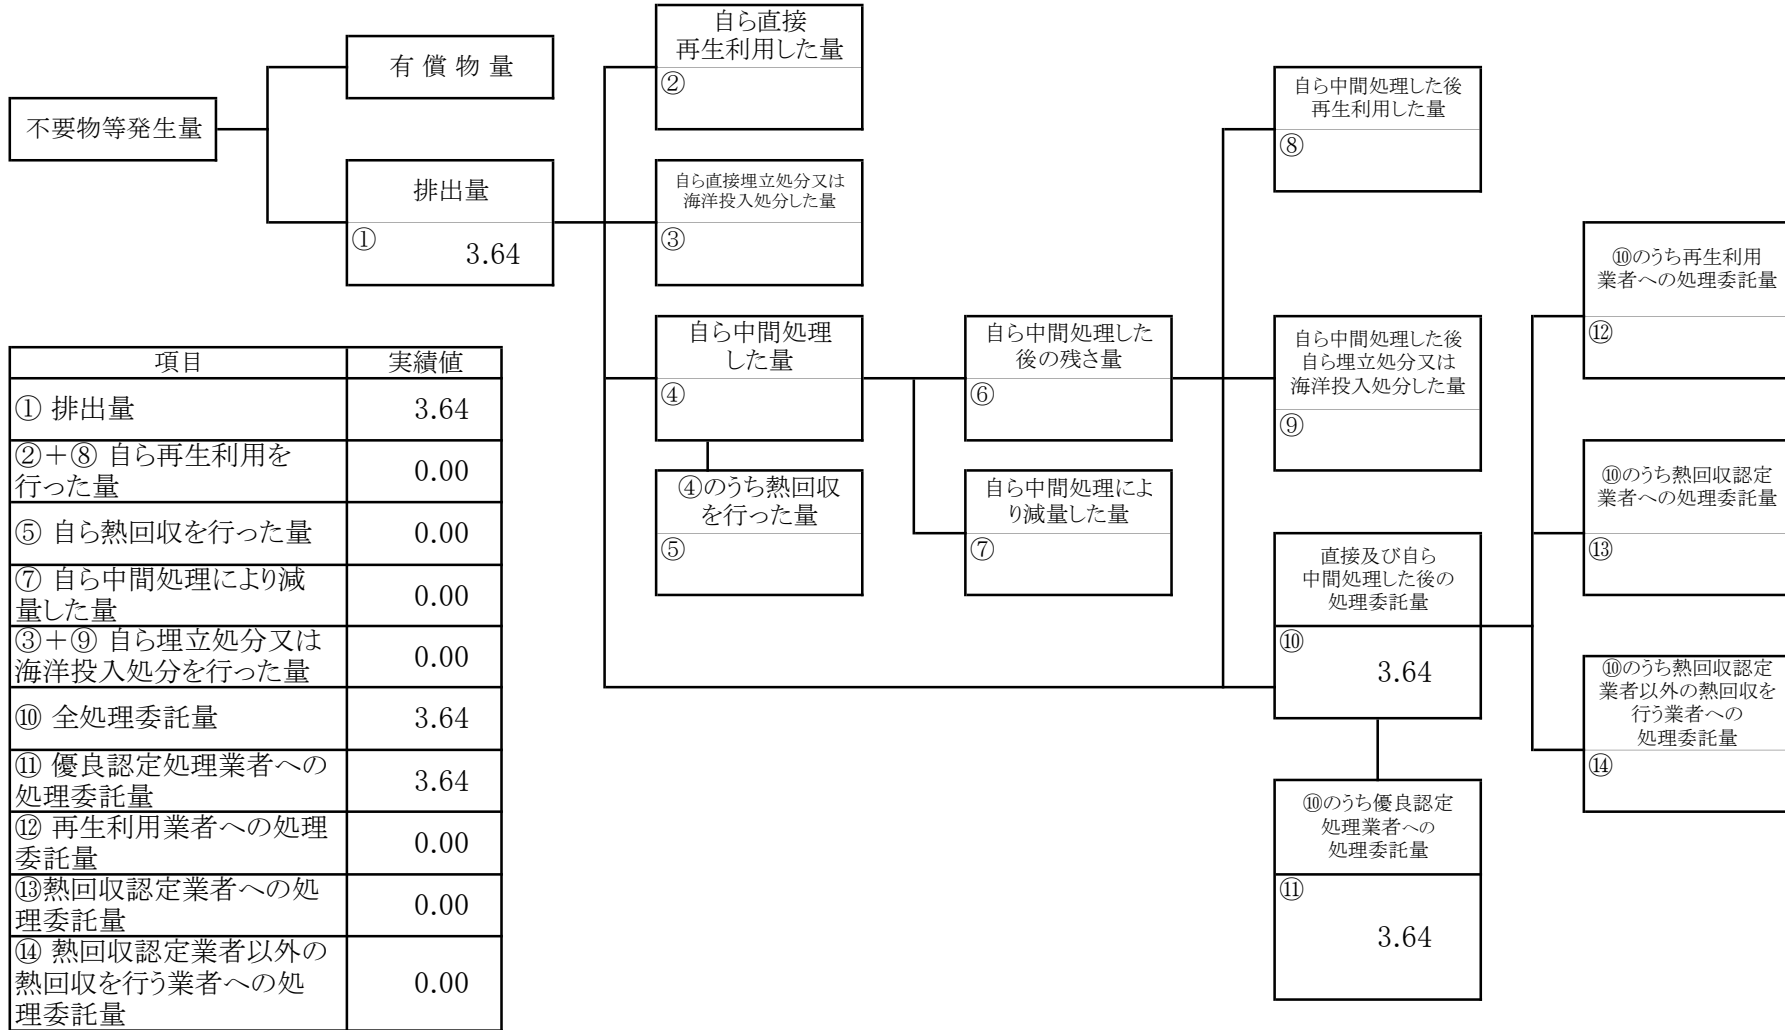 不要物等発生量
有 償 物 量
排出量
①
3.64
自ら直接
再生利用した量
②
自ら直接埋立処分又は
海洋投入処分した量
③
自ら中間処理
した量
④
④のうち熱回収
を行った量
⑤
自ら中間処理した
後の残さ量
⑥
自ら中間処理によ
り減量した量
⑦
自ら中間処理した後
再生利用した量
⑧
自ら中間処理した後
自ら埋立処分又は
海洋投入処分した量
⑨
直接及び自ら
中間処理した後の
処理委託量
⑩
3.64
⑩のうち優良認定
処理業者への
処理委託量
⑪
3.64
⑩のうち再生利用
業者への処理委託量
⑫
⑩のうち熱回収認定
業者への処理委託量
⑬
⑩のうち熱回収認定
業者以外の熱回収を
行う業者への
処理委託量
⑭
項目 実績値
① 排出量 3.64
②＋⑧ 自ら再生利用を
行った量 0.00
⑤ 自ら熱回収を行った量 0.00
⑦ 自ら中間処理により減
量した量 0.00
③＋⑨ 自ら埋立処分又は
海洋投入処分を行った量 0.00
⑩ 全処理委託量 3.64
⑪ 優良認定処理業者への
処理委託量 3.64
⑫ 再生利用業者への処理
委託量 0.00
⑬熱回収認定業者への処
理委託量 0.00
⑭ 熱回収認定業者以外の
熱回収を行う業者への処
理委託量 0.00